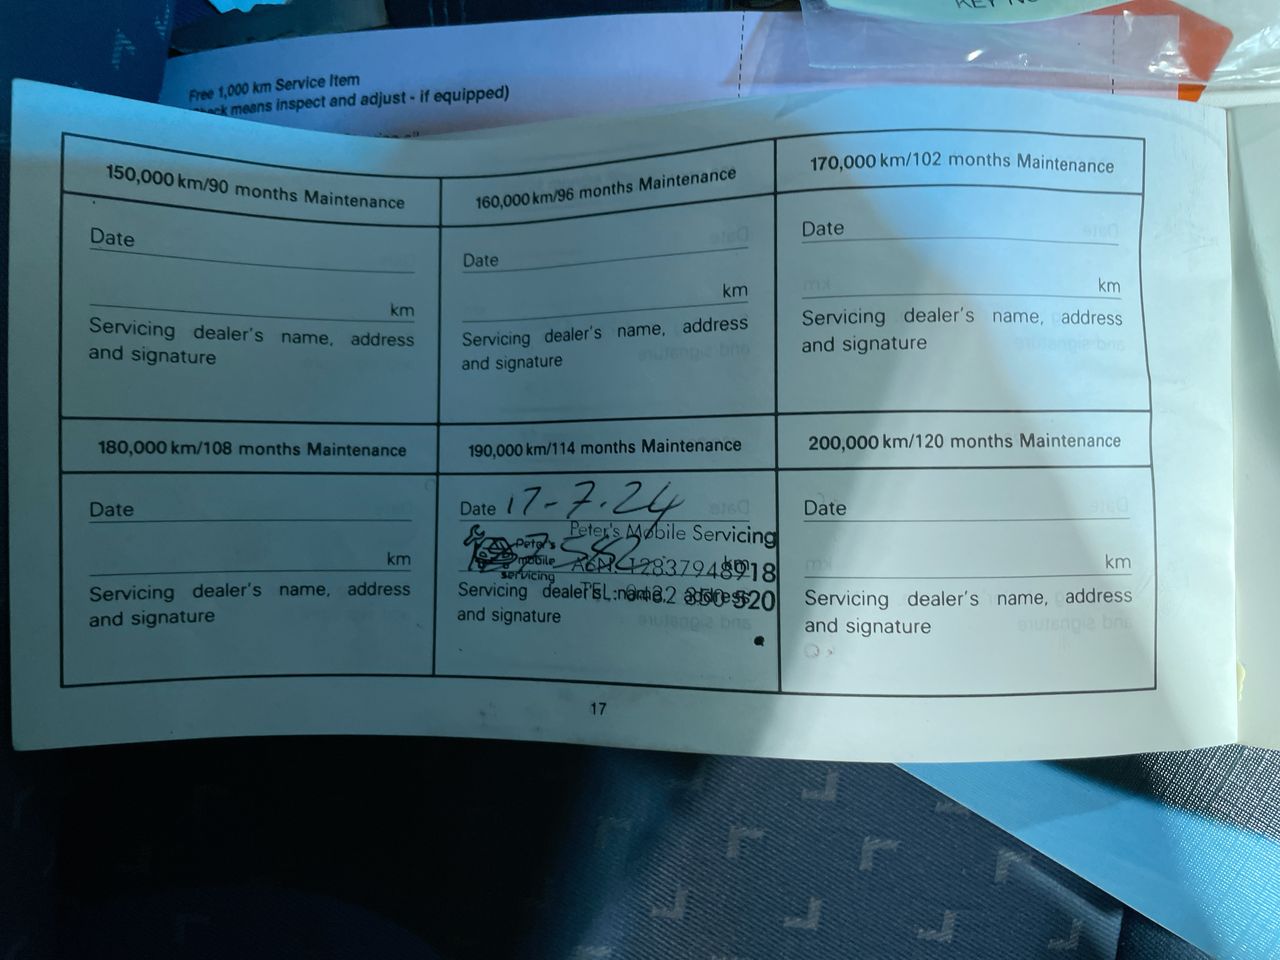 KEY NO
Free 1,000 km Service Item
means inspect and adjust - if equipped)
150,000 km/90 months Maintenance
Date
km
Servicing dealer's name, address
and signature
160,000 km/96 months Maintenance
Date
km
Servicing dealer's name, address
and signature
170,000 km/102 months Maintenance
Date
km
Servicing dealer's name, address
and signature
180,000 km/108 months Maintenance
Date
km
Servicing dealer's name, address
and signature
190,000 km/114 months Maintenance
Date 17-7.24
Peter's Mobile Servicing
Peter's
mobile
servicing
km
Servicing dealer's name, address
and signature
200,000 km/120 months Maintenance
Date
km
Servicing dealer's name, address
and signature
17